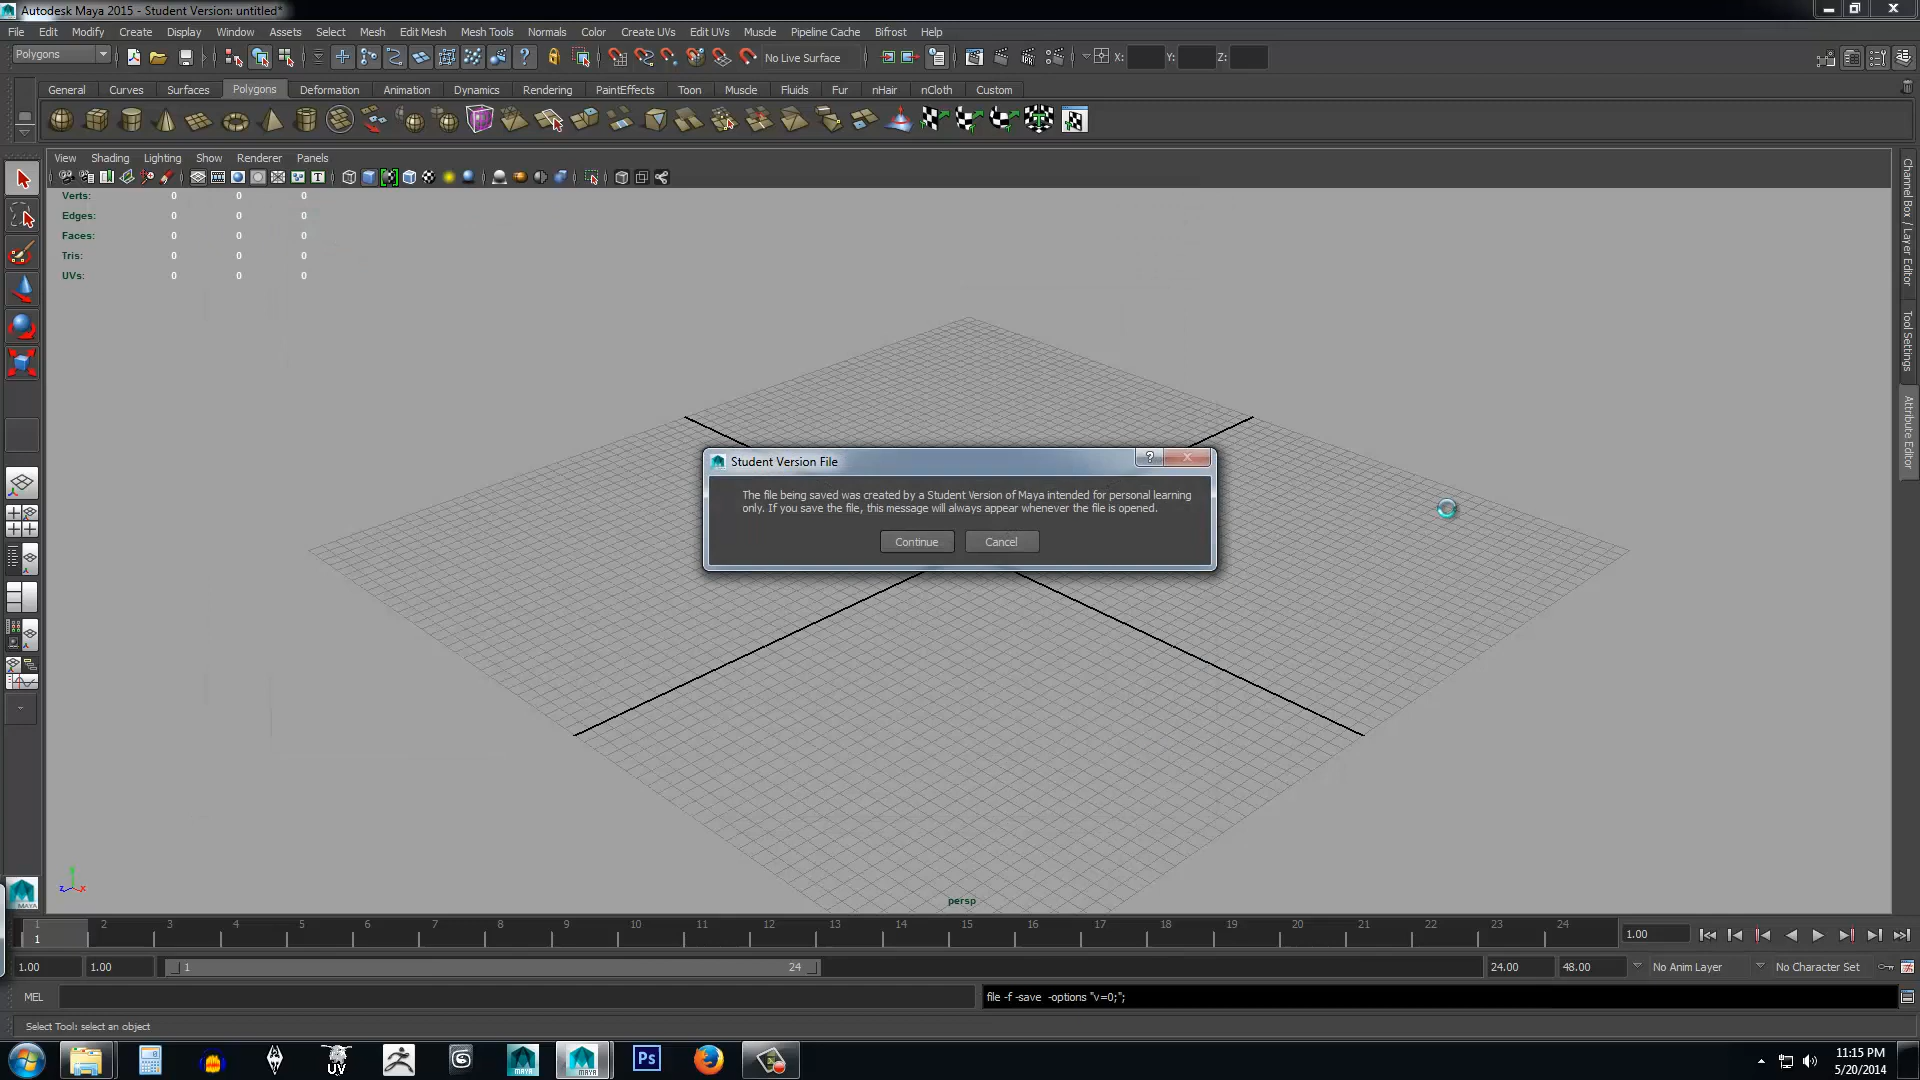 Autodesk Maya 2015 - Student Version: untitled*
File Edit Modify Create Display Window Assets Select Mesh Edit Mesh Mesh Tools Normals Color Create UVs Edit UVs Muscle Pipeline Cache Bifrost Help
Polygons No Live Surface X: Y: Z:
General Curves Surfaces Polygons Deformation Animation Dynamics Rendering PaintEffects Toon Muscle Fluids Fur nHair nCloth Custom
View Shading Lighting Show Renderer Panels
Verts: 0 0 0
Edges: 0 0 0
Faces: 0 0 0
Tris: 0 0 0
UVs: 0 0 0
Channel Box / Layer Editor
Tool Settings
Attribute Editor
Student Version File
The file being saved was created by a Student Version of Maya intended for personal learning
only. If you save the file, this message will always appear whenever the file is opened.
Continue Cancel
z x
persp
MAYA
1 2 3 4 5 6 7 8 9 10 11 12 13 14 15 16 17 18 19 20 21 22 23 24
1 1.00
1.00 1.00 1 24 24.00 48.00 No Anim Layer No Character Set
MEL file -f -save -options "v=0;";
Select Tool: select an object
UV MAYA MAYA Ps
11:15 PM
5/20/2014